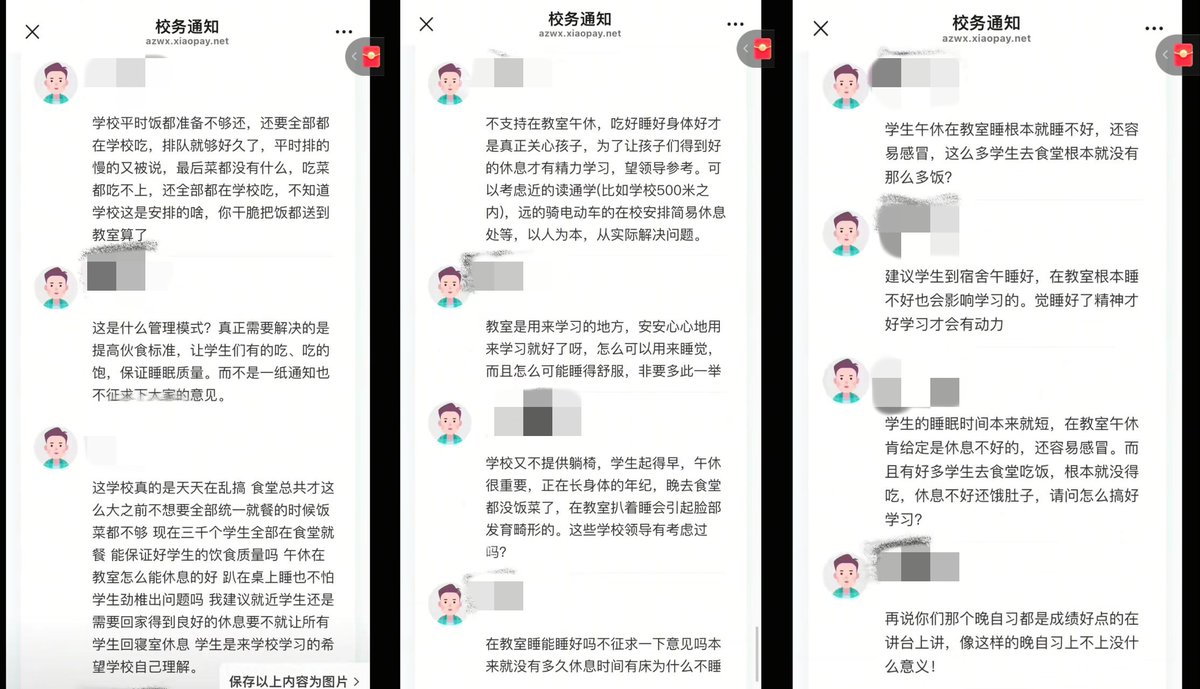 校务通知
azwx.xiaopay.net
学校平时饭都准备不够还，还要全部都
在学校吃，排队就够好久了，平时排的
慢的又被说，最后菜都没有什么，吃菜
都吃不上，还全部都在学校吃，不知道
学校这是安排的啥，你干脆把饭都送到
教室算了
这是什么管理模式？真正需要解决的是
提高伙食标准，让学生们有的吃、吃的
饱，保证睡眠质量。而不是一纸通知也
不征求下大家的意见。
这学校真的是天天在乱搞 食堂总共才这
么大之前不想要全部统一就餐的时候饭
菜都不够 现在三千个学生全部在食堂就
餐 能保证好学生的饮食质量吗 午休在
教室怎么能休息的好 趴在桌上睡也不怕
学生劲椎出问题吗 我建议就近学生还是
需要回家得到良好的休息要不就让所有
学生回寝室休息 学生是来学校学习的希
望学校自己理解。
保存以上内容为图片
校务通知
azwx.xiaopay.net
不支持在教室午休，吃好睡好身体好才
是真正关心孩子，为了让孩子们得到好
的休息才有精力学习，望领导参考。可
以考虑近的读通学(比如学校500米之
内)，远的骑电动车的在校安排简易休息
处等，以人为本，从实际解决问题。
教室是用来学习的地方，安安心心地用
来学习就好了呀，怎么可以用来睡觉，
而且怎么可能睡得舒服，非要多此一举
学校又不提供躺椅，学生起得早，午休
很重要，正在长身体的年纪，晚去食堂
都没饭菜了，在教室扒着睡会引起脸部
发育畸形的。这些学校领导有考虑过
吗？
在教室睡能睡好吗不征求一下意见吗本
来就没有多久休息时间有床为什么不睡
校务通知
azwx.xiaopay.net
学生午休在教室睡根本就睡不好，还容
易感冒，这么多学生去食堂根本就没有
那么多饭？
建议学生到宿舍午睡好，在教室根本睡
不好也会影响学习的。觉睡好了精神才
好学习才会有动力
学生的睡眠时间本来就短，在教室午休
肯给定是休息不好的，还容易感冒。而
且有好多学生去食堂吃饭，根本就没得
吃，休息不好还饿肚子，请问怎么搞好
学习？
再说你们那个晚自习都是成绩好点的在
讲台上讲，像这样的晚自习上不上没什
么意义！